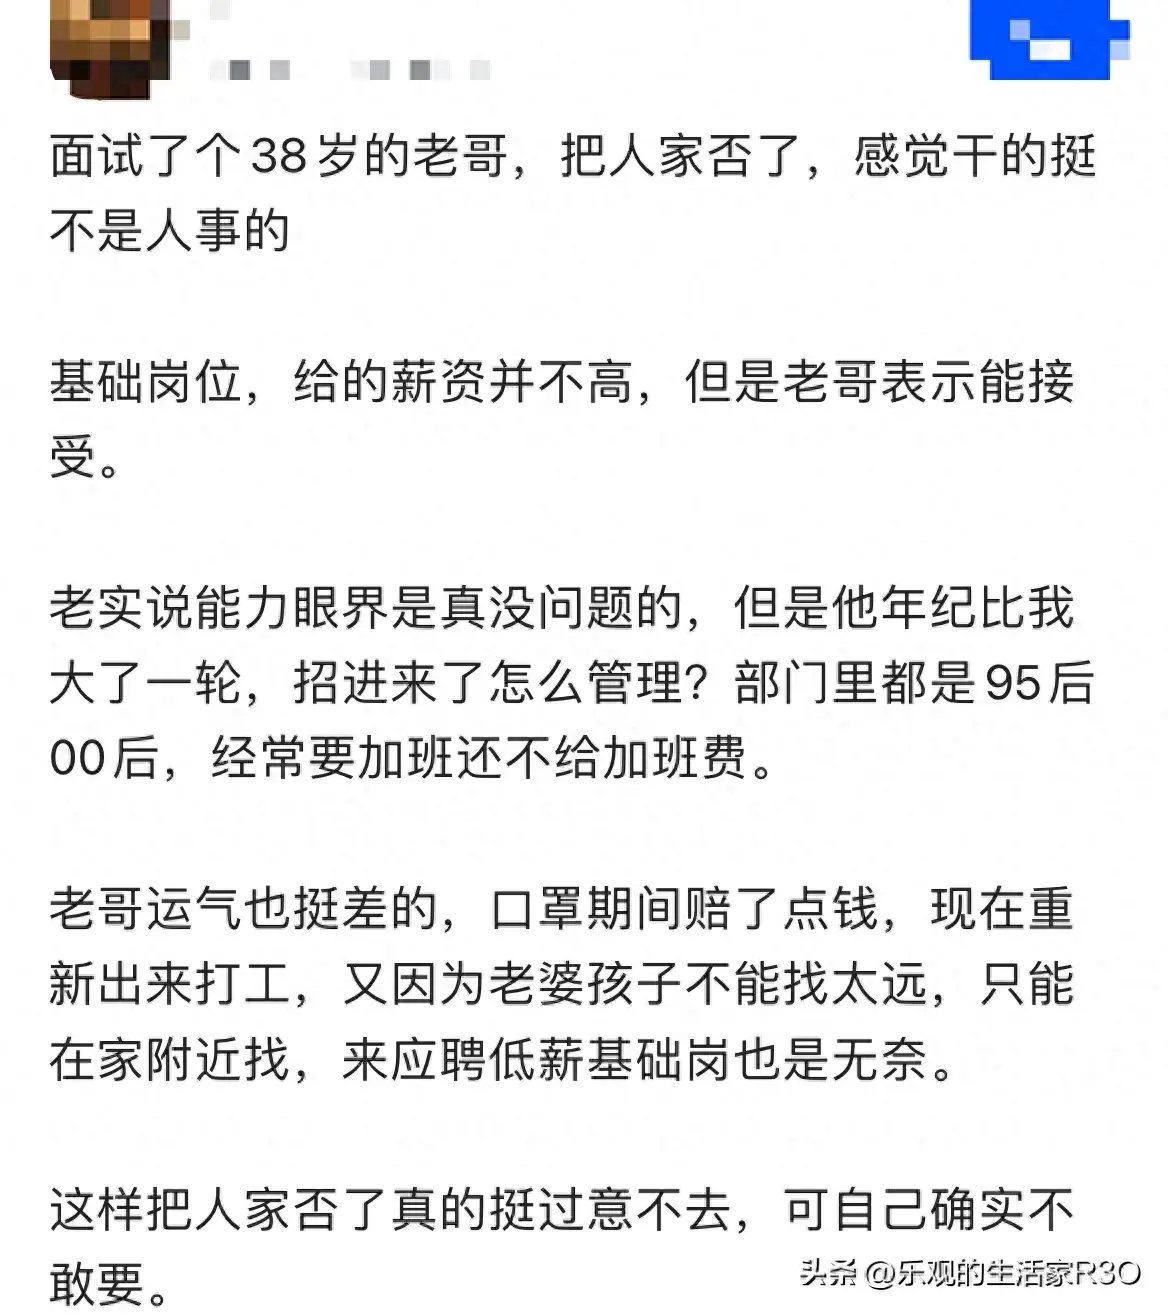 面试了个38岁的老哥，把人家否了，感觉干的挺
不是人事的
基础岗位，给的薪资并不高，但是老哥表示能接
受。
老实说能力眼界是真没问题的，但是他年纪比我
大了一轮，招进来了怎么管理？部门里都是95后
00后，经常要加班还不给加班费。
老哥运气也挺差的，口罩期间赔了点钱，现在重
新出来打工，又因为老婆孩子不能找太远，只能
在家附近找，来应聘低薪基础岗也是无奈。
这样把人家否了真的挺过意不去，可自己确实不
敢要。
头条 @乐观的生活家R3O